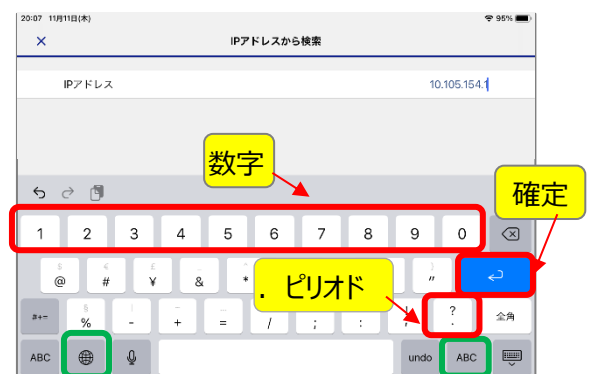 20:07 11月11日(木) 95%
× IPアドレスから検索
IPアドレス 10.105.154.1
数字
確定
1 2 3 4 5 6 7 8 9 0
$ € £ _ ^
@ # ¥ & * "
. ピリオド
§ | ~ ... ?
#+= % - + = / ; : , . 全角
ABC undo ABC